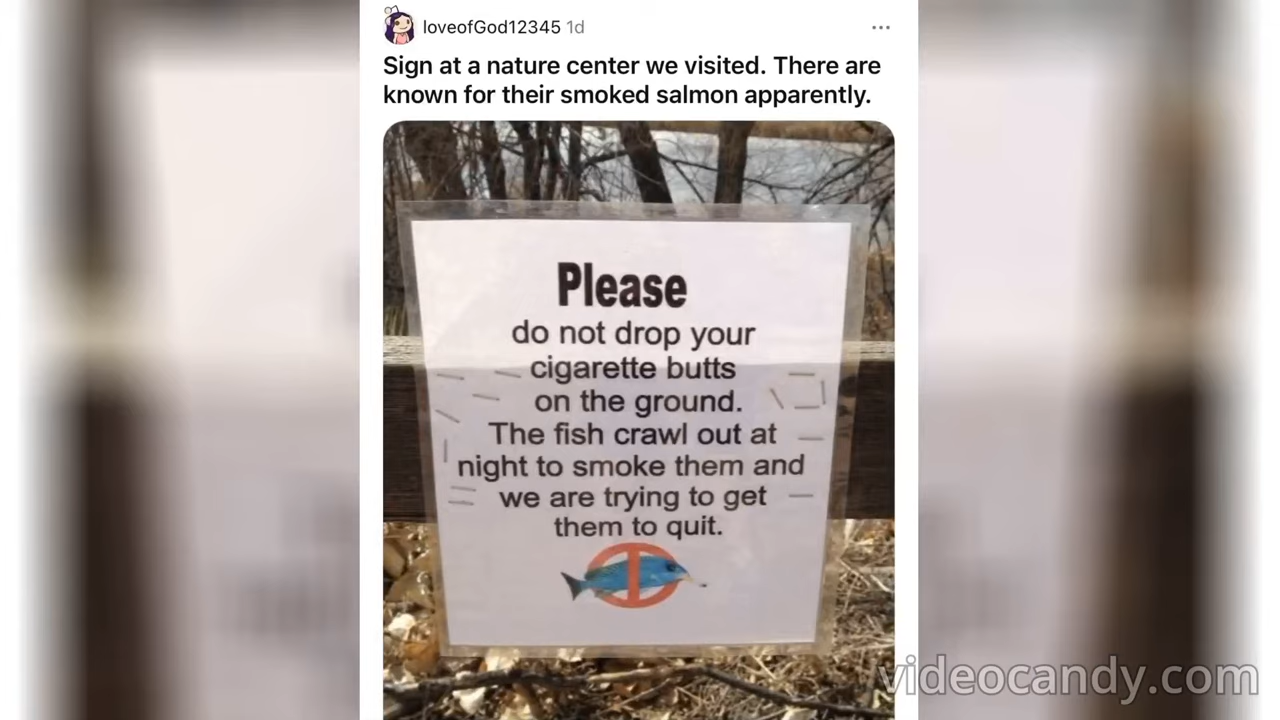 loveofGod12345 1d
Sign at a nature center we visited. There are
known for their smoked salmon apparently.
Please
do not drop your
cigarette butts
on the ground.
The fish crawl out at
night to smoke them and
we are trying to get
them to quit.
videocandy.com